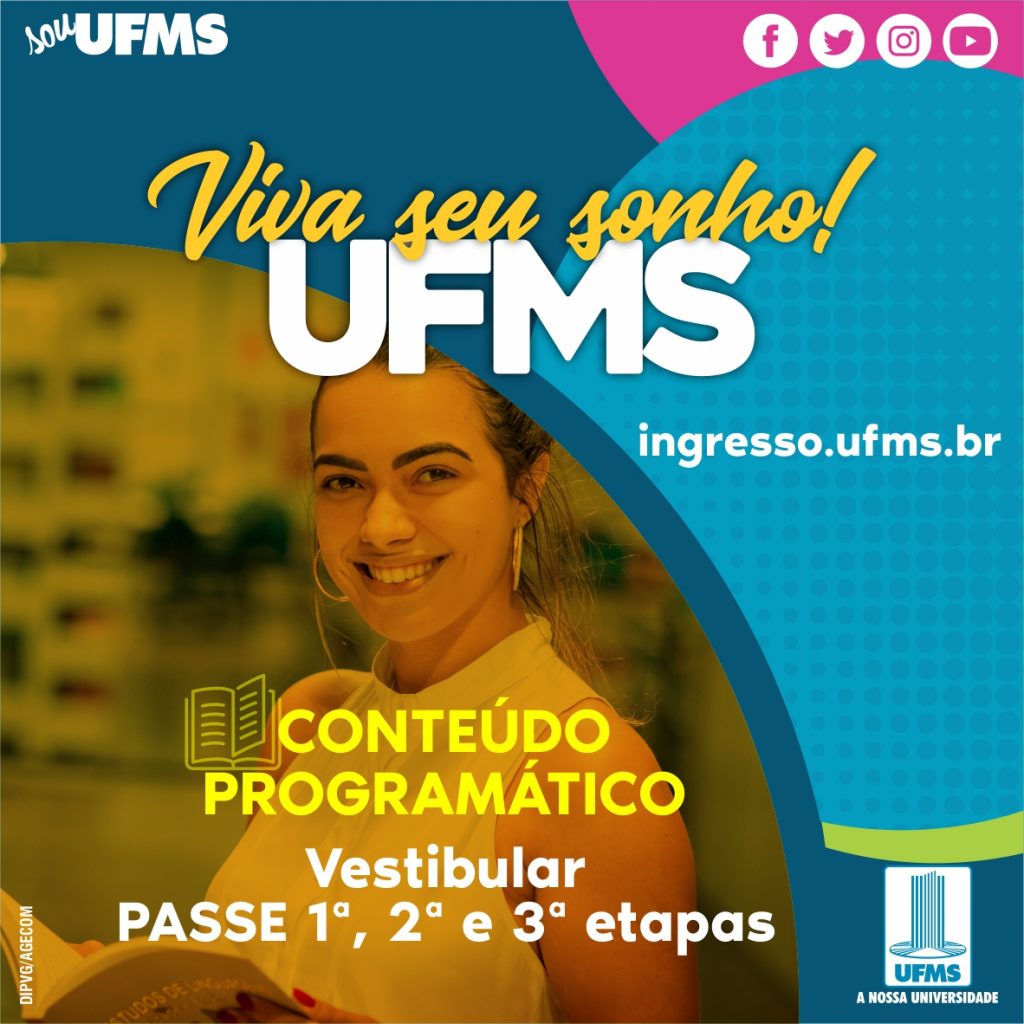 sou UFMS
Viva seu sonho!
UFMS
ingresso.ufms.br
CONTEÚDO
PROGRAMÁTICO
Vestibular
PASSE 1ª, 2ª e 3ª etapas
DIPVG/AGECOM
UFMS
A NOSSA UNIVERSIDADE